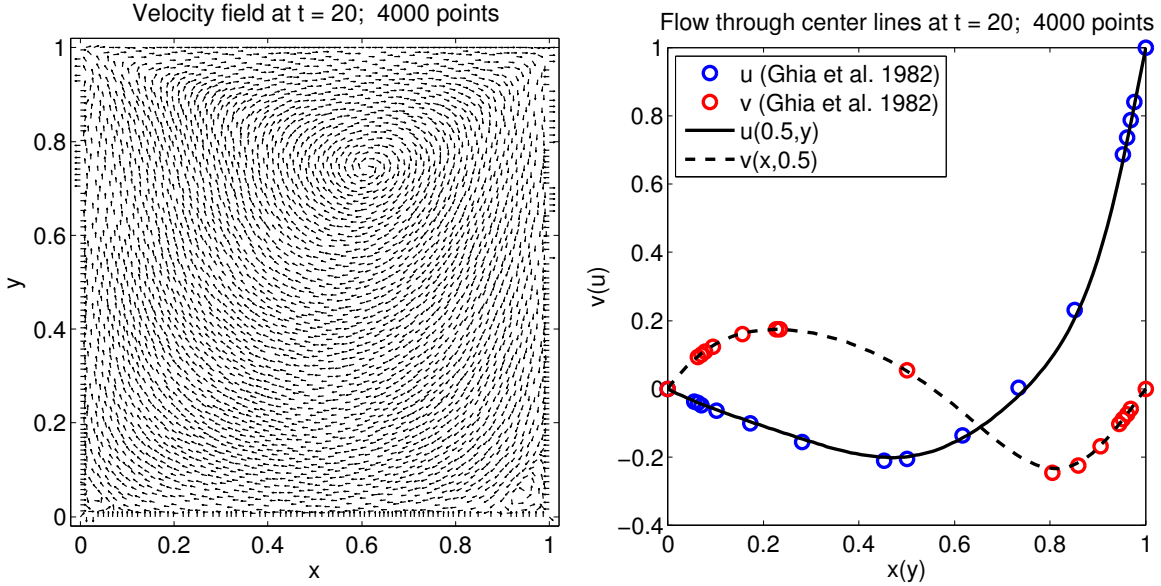 Velocity field at t = 20;  4000 points
1
0.8
0.6
0.4
0.2
0
y
0 0.2 0.4 0.6 0.8 1
x
Flow through center lines at t = 20;  4000 points
u (Ghia et al. 1982)
v (Ghia et al. 1982)
u(0.5,y)
v(x,0.5)
1
0.8
0.6
0.4
0.2
0
−0.2
−0.4
v(u)
0 0.2 0.4 0.6 0.8 1
x(y)